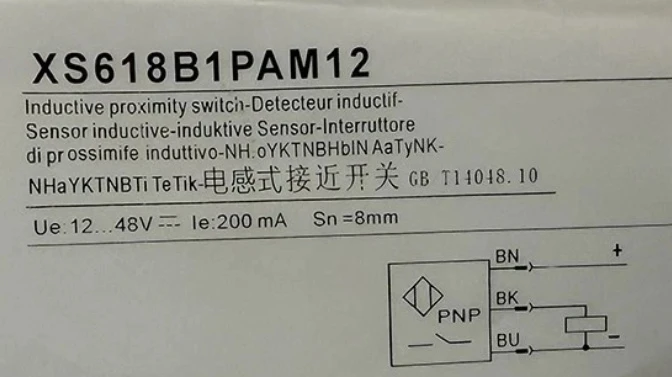 XS618B1PAM12
Inductive proximity switch-Detecteur inductif-
Sensor inductive-induktive Sensor-Interruttore
di prossimife induttivo-NH.oYKTNBHbIN AaTyNK-
NHaYKTNBTi TeTik-电感式接近开关 GB T14048.10
Ue:12...48V Ie:200 mA Sn=8mm
BN +
BK
PNP
BU -